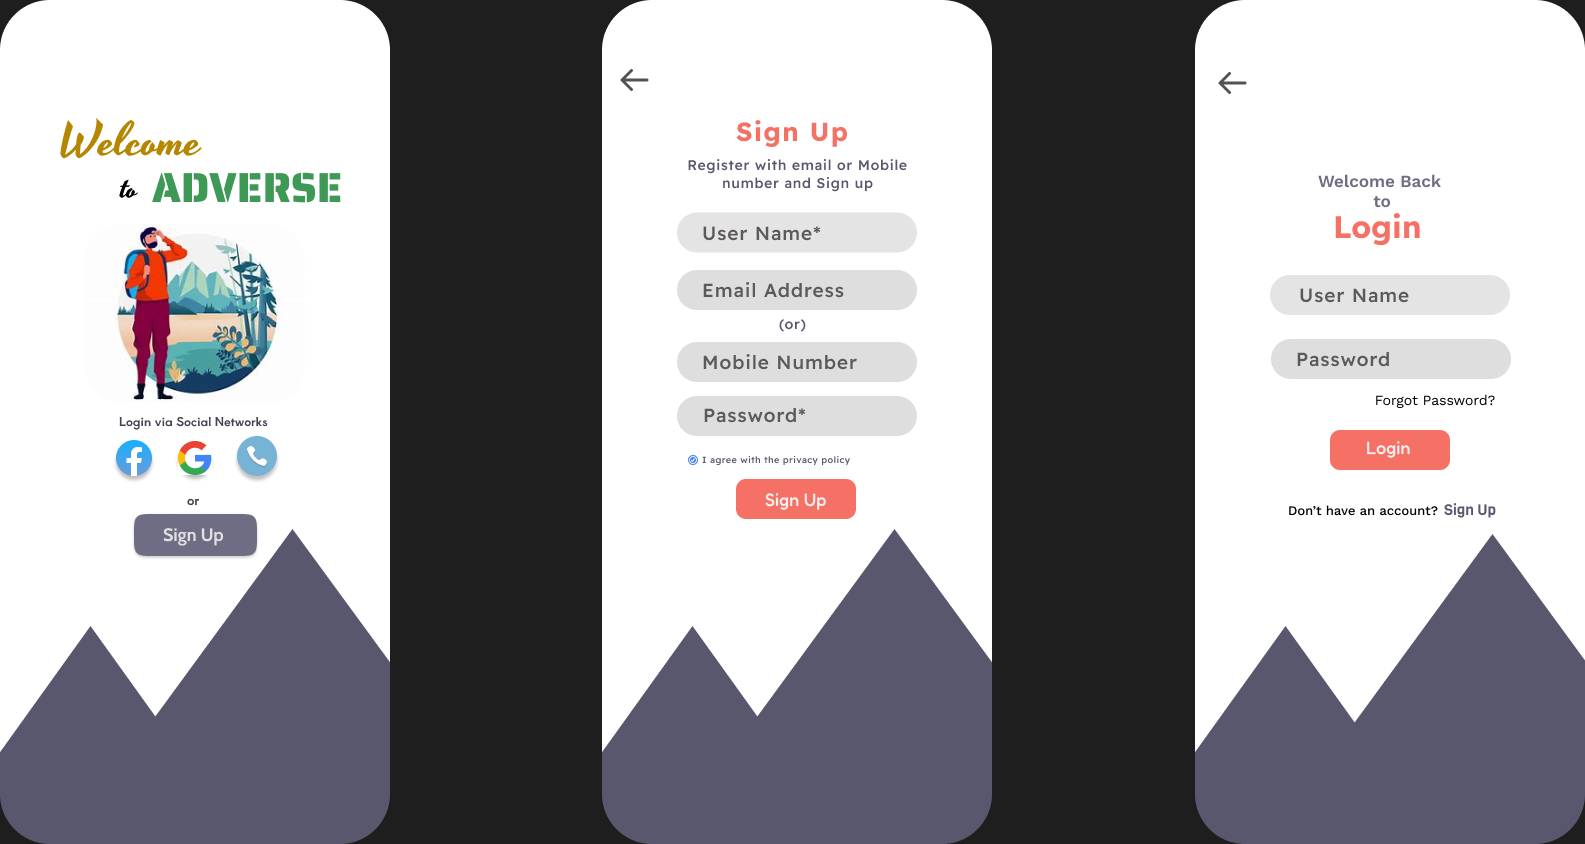 Welcome
to ADVERSE
Login via Social Networks
or
Sign Up
Sign Up
Register with email or Mobile
number and Sign up
User Name*
Email Address
(or)
Mobile Number
Password*
I agree with the privacy policy
Sign Up
Welcome Back
to
Login
User Name
Password
Forgot Password?
Login
Don't have an account? Sign Up